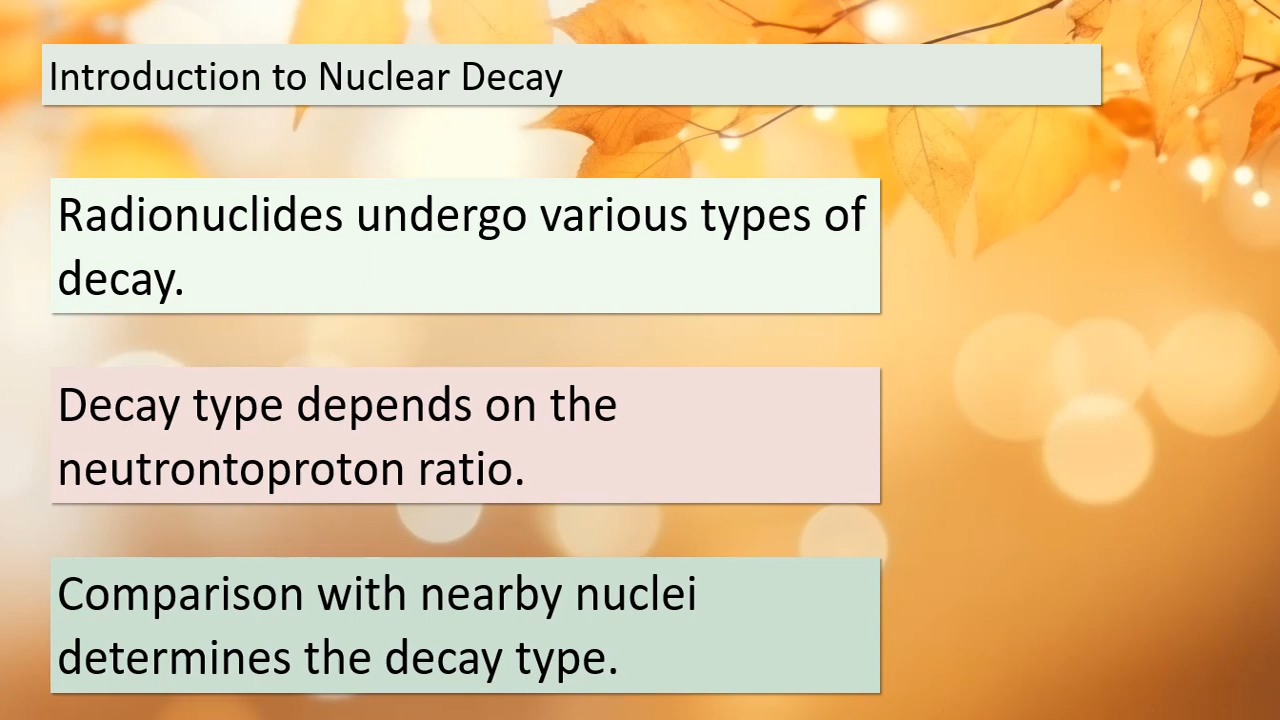 Introduction to Nuclear Decay
Radionuclides undergo various types of
decay.
Decay type depends on the
neutrontoproton ratio.
Comparison with nearby nuclei
determines the decay type.